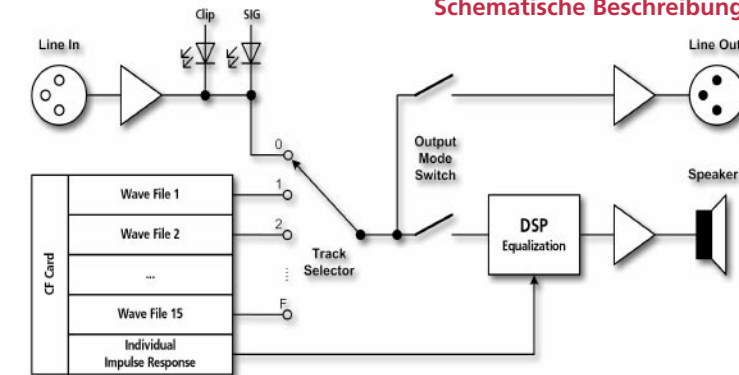 Schematische Beschreibung
Clip
SIG
Line In
Line Out
0
1
2
F
Output
Mode
Switch
Speaker
Track
Selector
DSP
Equalization
CF Card
Wave File 1
Wave File 2
...
Wave File 15
Individual
Impulse Response